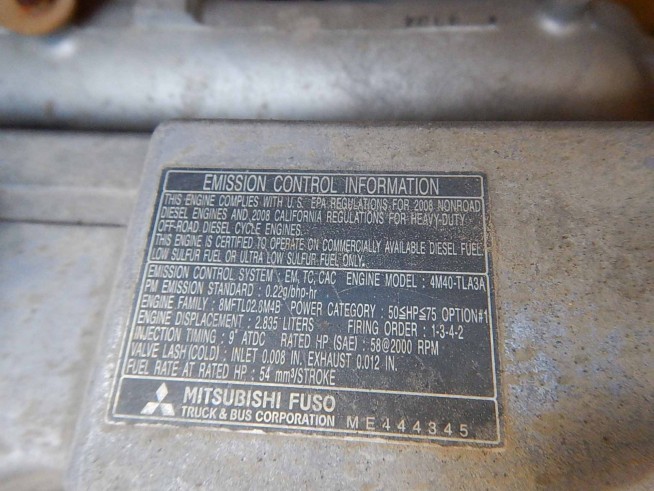 EMISSION CONTROL INFORMATION
THIS ENGINE COMPLIES WITH U.S. EPA REGULATIONS FOR 2008 NONROAD
DIESEL ENGINES AND 2008 CALIFORNIA REGULATIONS FOR HEAVY-DUTY
OFF-ROAD DIESEL CYCLE ENGINES.
THIS ENGINE IS CERTIFIED TO OPERATE ON COMMERCIALLY AVAILABLE DIESEL FUEL
LOW SULFUR FUEL OR ULTRA LOW SULFUR FUEL ONLY.
EMISSION CONTROL SYSTEM : EM, TC, CAC ENGINE MODEL : 4M40-TLA3A
PM EMISSION STANDARD : 0.22g/bhp-hr
ENGINE FAMILY : 8MFTL02.8M4B POWER CATEGORY : 50≤HP≤75 OPTION#1
ENGINE DISPLACEMENT : 2.835 LITERS FIRING ORDER : 1-3-4-2
INJECTION TIMING : 9° ATDC RATED HP (SAE) : 58@2000 RPM
VALVE LASH (COLD) : INLET 0.008 IN. EXHAUST 0.012 IN.
FUEL RATE AT RATED HP : 54 mm³/STROKE
MITSUBISHI FUSO
TRUCK & BUS CORPORATION ME444345